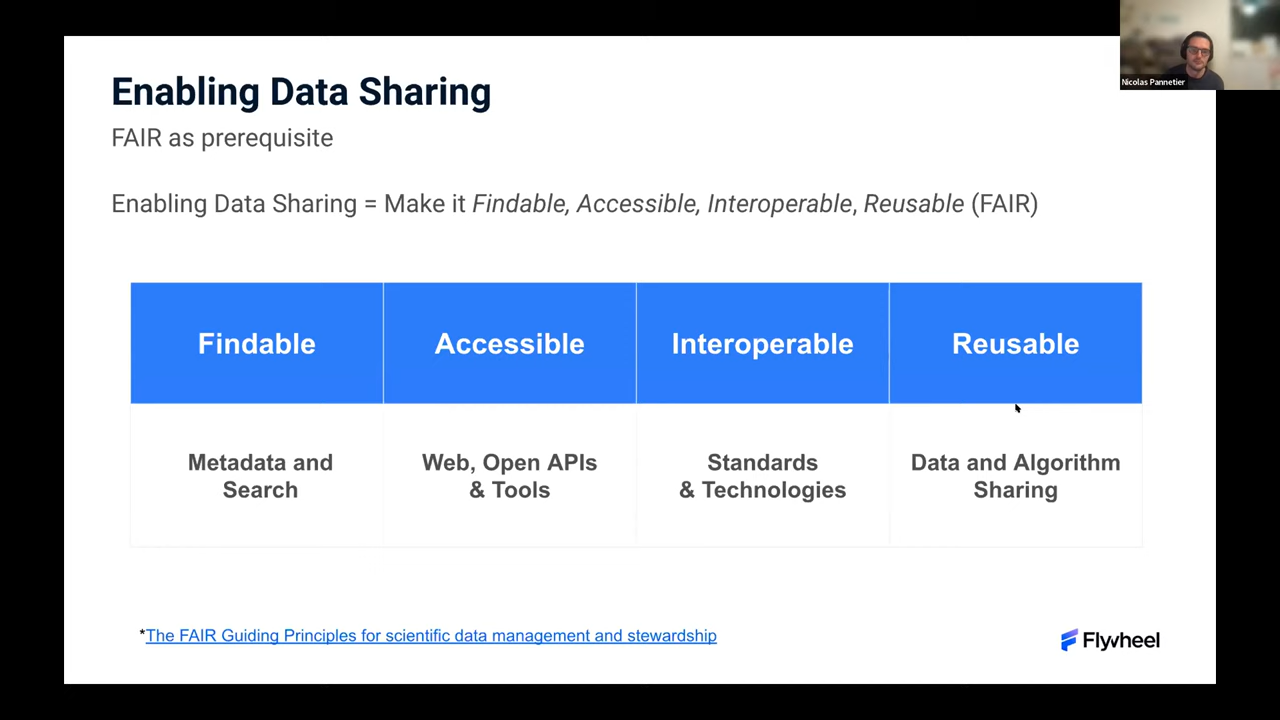 Nicolas Pannetier
Enabling Data Sharing
FAIR as prerequisite
Enabling Data Sharing = Make it Findable, Accessible, Interoperable, Reusable (FAIR)
Findable
Accessible
Interoperable
Reusable
Metadata and
Search
Web, Open APIs
& Tools
Standards
& Technologies
Data and Algorithm
Sharing
*The FAIR Guiding Principles for scientific data management and stewardship
Flywheel